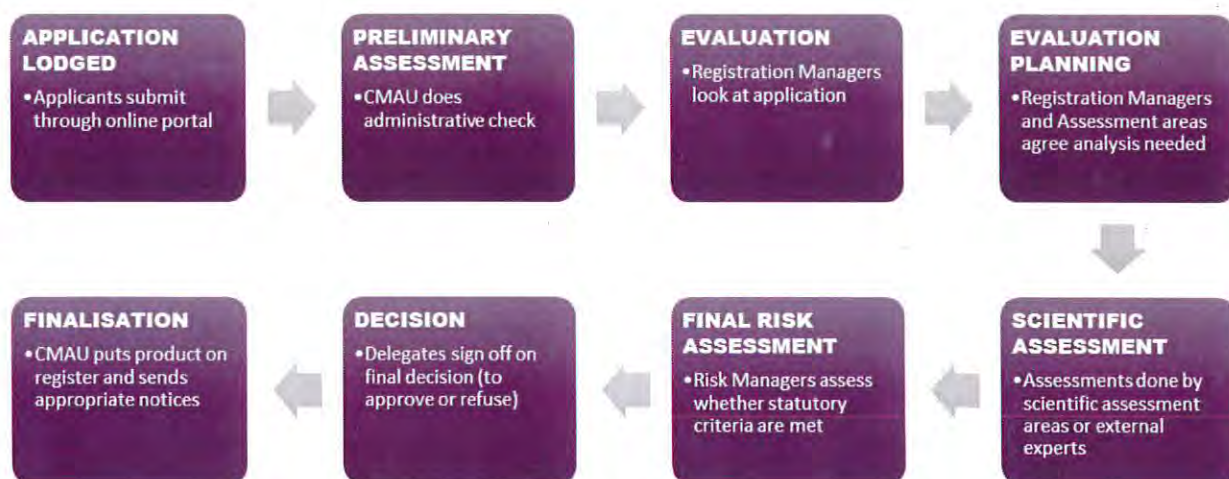 APPLICATION
LODGED
•Applicants submit
through online portal
PRELIMINARY
ASSESSMENT
•CMAU does
administrative check
EVALUATION
•Registration Managers
look at application
EVALUATION
PLANNING
•Registration Managers
and Assessment areas
agree analysis needed
SCIENTIFIC
ASSESSMENT
•Assessments done by
scientific assessment
areas or external
experts
FINAL RISK
ASSESSMENT
•Risk Managers assess
whether statutory
criteria are met
DECISION
•Delegates sign off on
final decision (to
approve or refuse)
FINALISATION
•CMAU puts product on
register and sends
appropriate notices